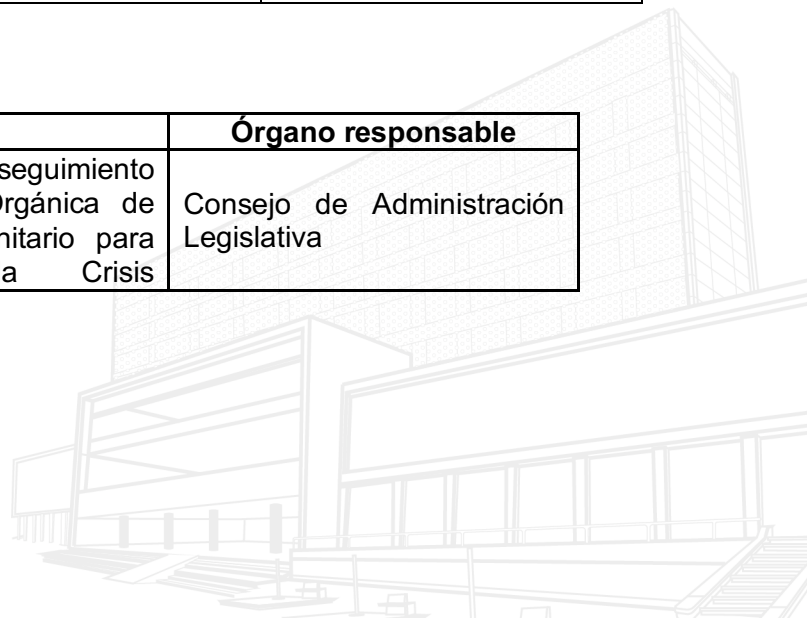 Órgano responsable
seguimiento
Orgánica de
nitario para
a Crisis
Consejo de Administración
Legislativa